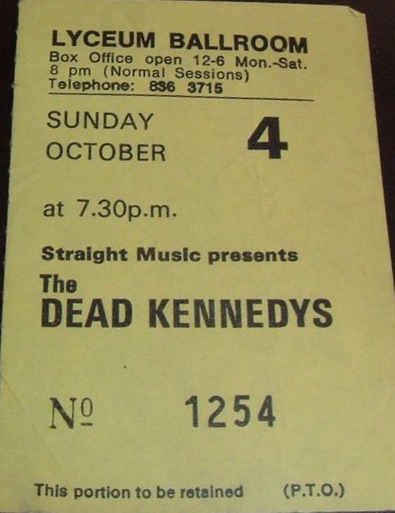 LYCEUM BALLROOM
Box Office open 12-6 Mon.-Sat.
8 pm (Normal Sessions)
Telephone: 836 3715
SUNDAY
OCTOBER 4
at 7.30p.m.
Straight Music presents
The
DEAD KENNEDYS
Nº 1254
This portion to be retained (P.T.O.)